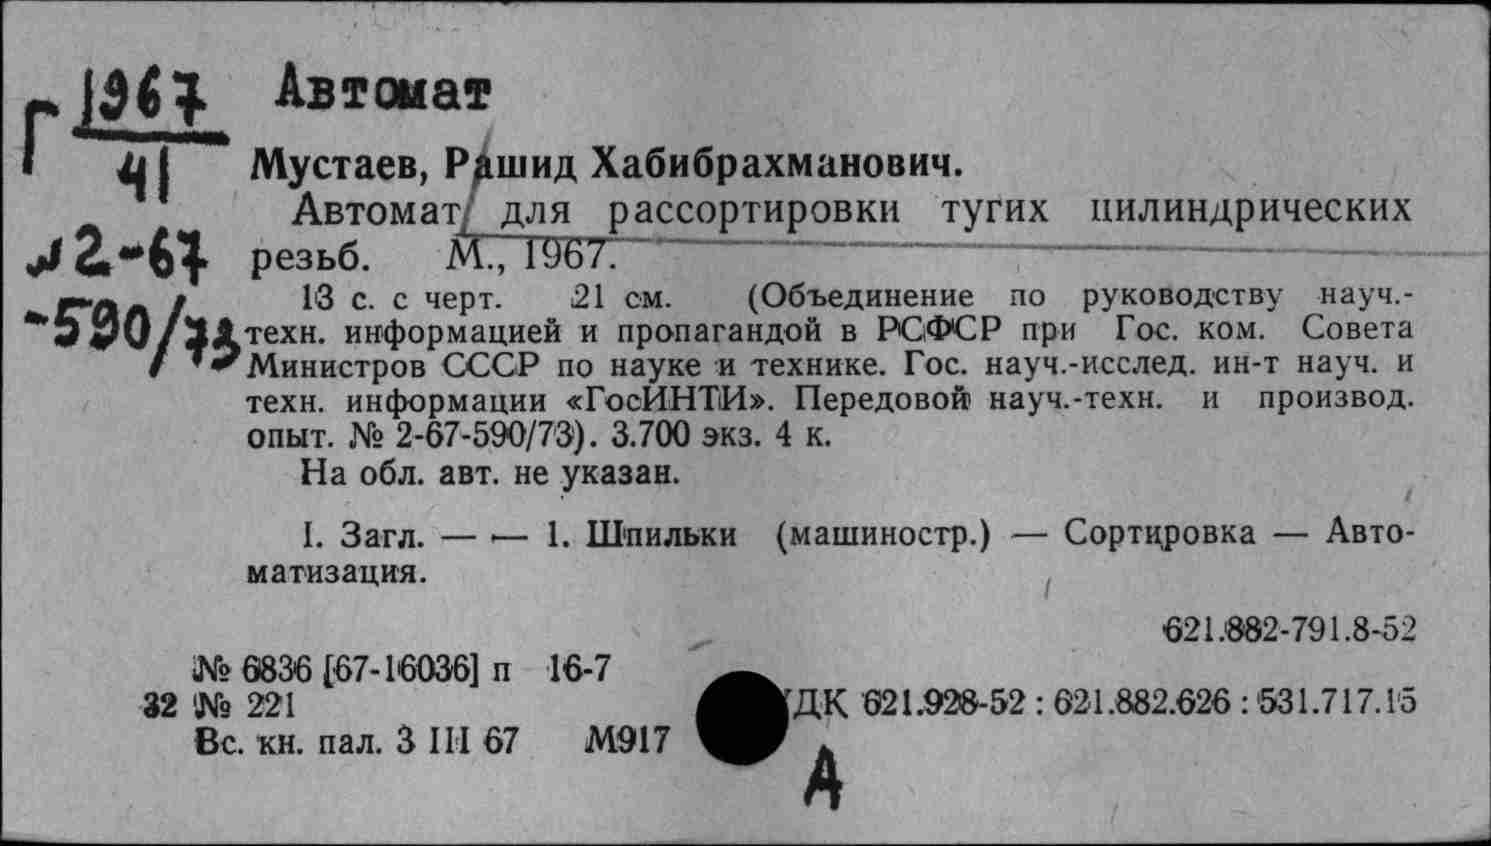 Г 1967 Автомат
41 Мустаев, Рашид Хабибрахманович.
Автомат для рассортировки тугих цилиндрических
2-67 резьб. М., 1967.
13 с. с черт. 21 см. (Объединение по руководству науч.-
-590/73 техн. информацией и пропагандой в РСФСР при Гос. ком. Совета
Министров СССР по науке и технике. Гос. науч.-исслед. ин-т науч. и
техн. информации «ГосИНТИ». Передовой науч.-техн. и производ.
опыт. № 2-67-590/73). 3.700 экз. 4 к.
На обл. авт. не указан.
I. Загл. — — 1. Шпильки (машиностр.) — Сортировка — Авто-
матизация.
621.882-791.8-52
№ 6836 [67-16036] п 16-7
32 № 221 ДК 621.928-52 : 621.882.626 : 531.717.15
Вс. кн. пал. 3 III 67 М917
А